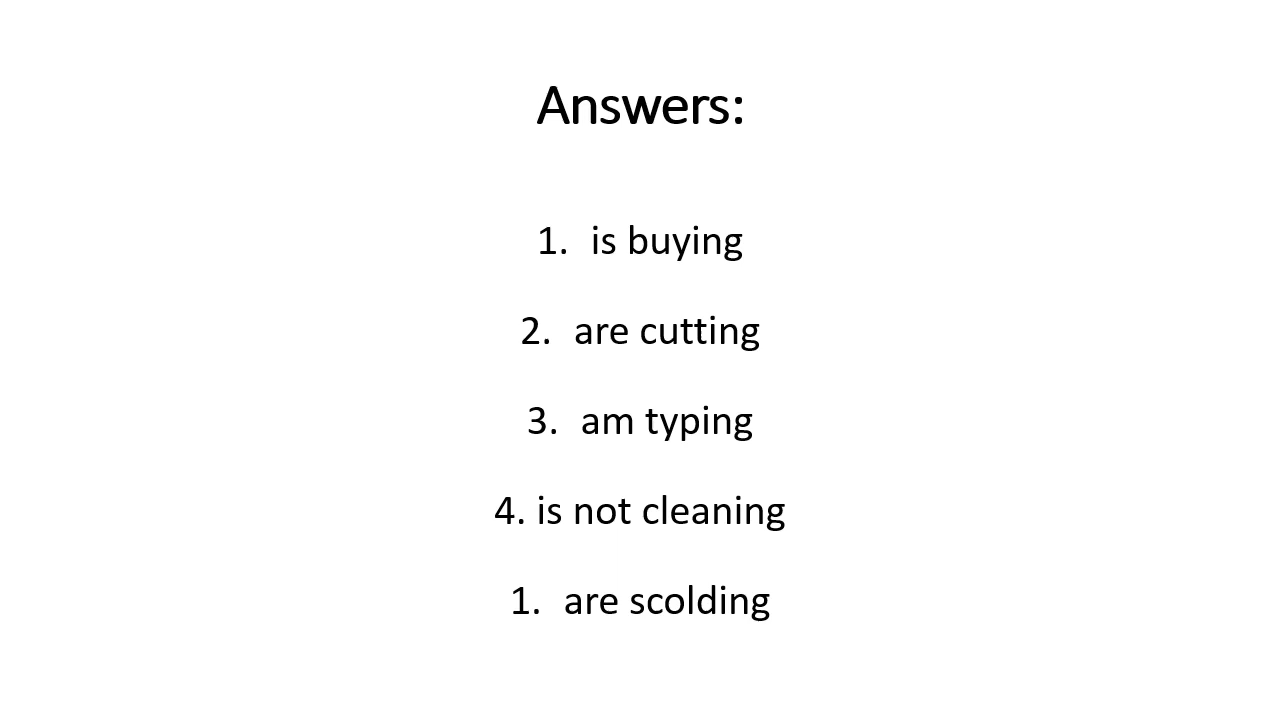 Answers:
1. is buying
2. are cutting
3. am typing
4. is not cleaning
1. are scolding